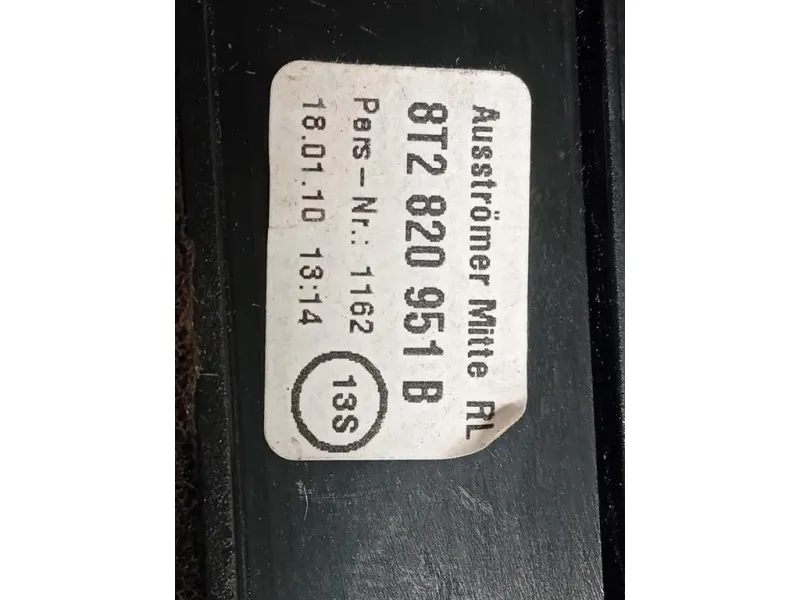 Ausströmer Mitte RL
8T2 820 951 B
Pers-Nr.: 1162
18.01.10 13:14
13S